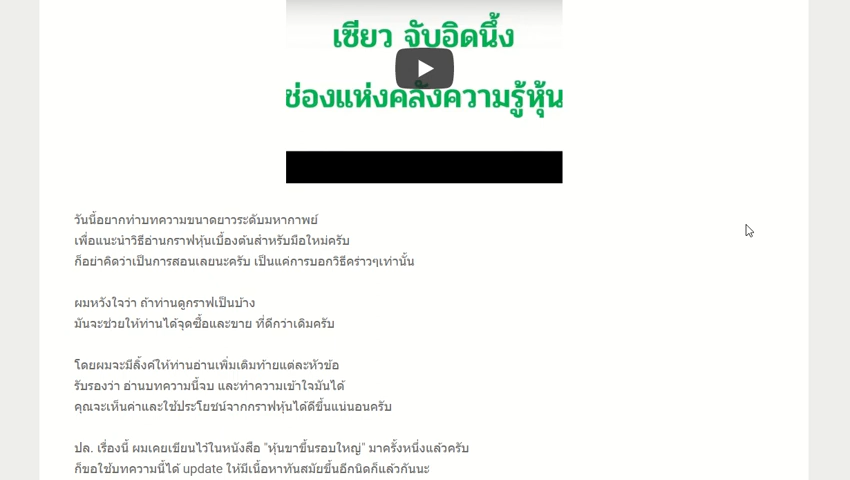 เซียว จับอิดนึ้ง
ช่องแห่งคลังความรู้หุ้น
วันนี้อยากทำบทความขนาดยาวระดับมหากาพย์
เพื่อแนะนำวิธีอ่านกราฟหุ้นเบื้องต้นสำหรับมือใหม่ครับ
ก็อย่าคิดว่าเป็นการสอนเลยนะครับ เป็นแค่การบอกวิธีคร่าวๆเท่านั้น
ผมหวังใจว่า ถ้าท่านดูกราฟเป็นบ้าง
มันจะช่วยให้ท่านได้จุดซื้อและขาย ที่ดีกว่าเดิมครับ
โดยผมจะมีลิ้งค์ให้ท่านอ่านเพิ่มเติมท้ายแต่ละหัวข้อ
รับรองว่า อ่านบทความนี้จบ และทำความเข้าใจมันได้
คุณจะเห็นค่าและใช้ประโยชน์จากกราฟหุ้นได้ดีขึ้นแน่นอนครับ
ปล. เรื่องนี้ ผมเคยเขียนไว้ในหนังสือ "หุ้นขาขึ้นรอบใหญ่" มาครั้งหนึ่งแล้วครับ
ก็ขอใช้บทความนี้ได้ update ให้มีเนื้อหาทันสมัยขึ้นอีกนิดก็แล้วกันนะ